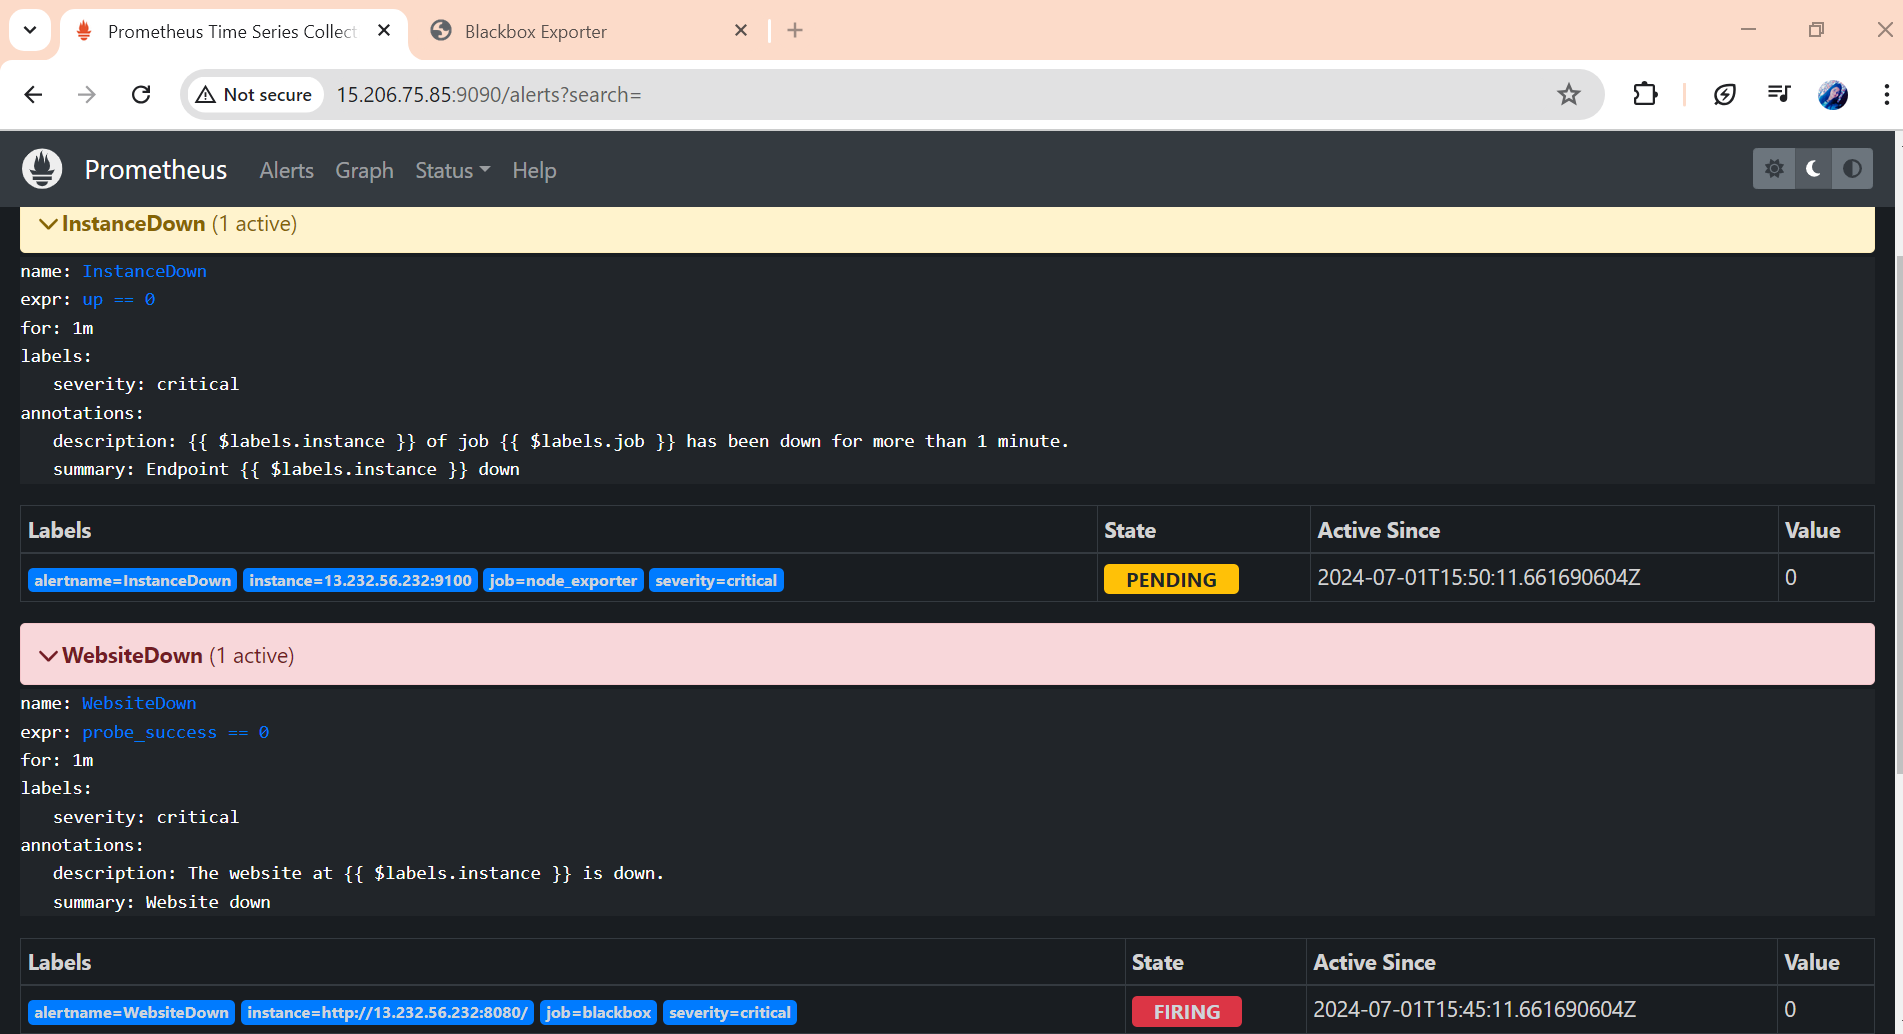 Prometheus Time Series Collect
Blackbox Exporter
Not secure
15.206.75.85:9090/alerts?search=
Prometheus Alerts Graph Status Help
InstanceDown (1 active)
name: InstanceDown
expr: up == 0
for: 1m
labels:
severity: critical
annotations:
description: {{ $labels.instance }} of job {{ $labels.job }} has been down for more than 1 minute.
summary: Endpoint {{ $labels.instance }} down
Labels State Active Since Value
alertname=InstanceDown instance=13.232.56.232:9100 job=node_exporter severity=critical PENDING 2024-07-01T15:50:11.661690604Z 0
WebsiteDown (1 active)
name: WebsiteDown
expr: probe_success == 0
for: 1m
labels:
severity: critical
annotations:
description: The website at {{ $labels.instance }} is down.
summary: Website down
Labels State Active Since Value
alertname=WebsiteDown instance=http://13.232.56.232:8080/ job=blackbox severity=critical FIRING 2024-07-01T15:45:11.661690604Z 0